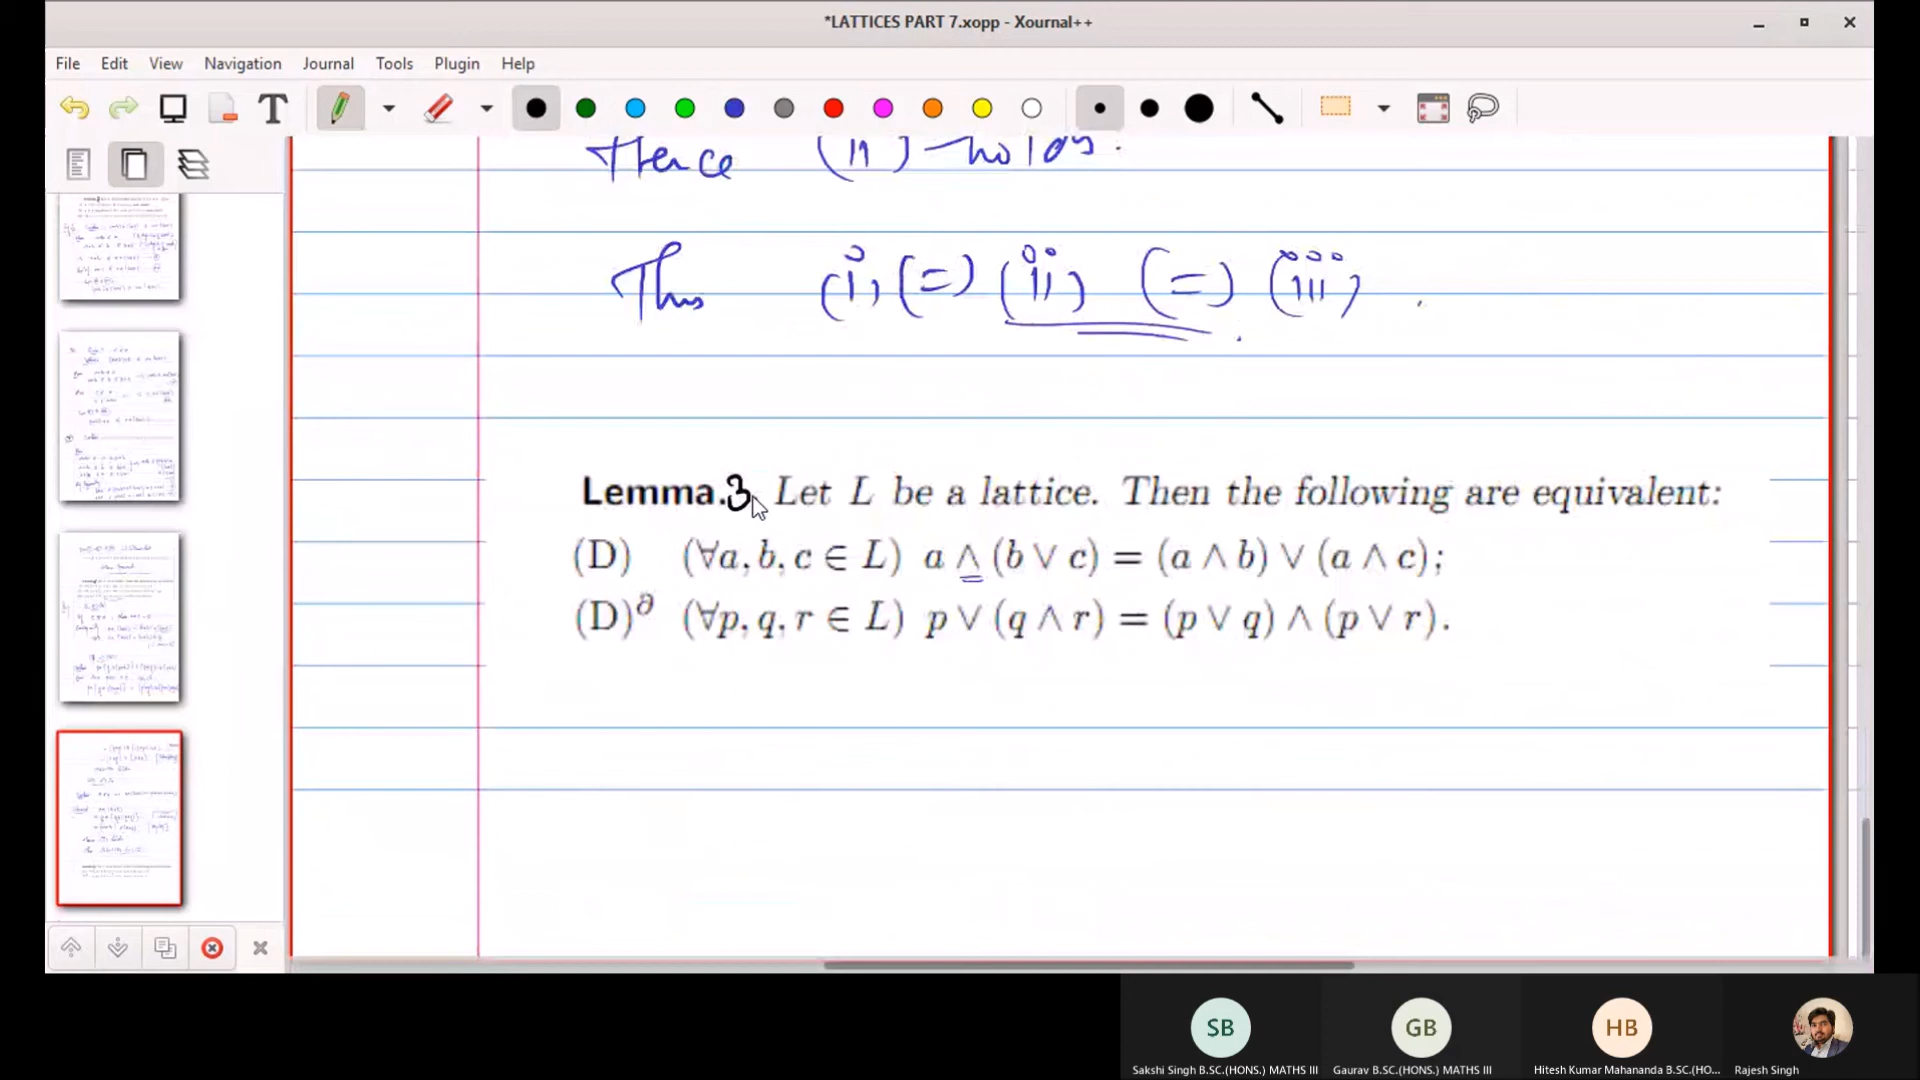 *LATTICES PART 7.xopp - Xournal++
File Edit View Navigation Journal Tools Plugin Help
Hence (ii) holds.
Thus (i) (=) (ii) (=) (iii).
Lemma.3 Let L be a lattice. Then the following are equivalent:
(D) (∀a, b, c ∈ L) a ∧ (b ∨ c) = (a ∧ b) ∨ (a ∧ c);
(D)∂ (∀p, q, r ∈ L) p ∨ (q ∧ r) = (p ∨ q) ∧ (p ∨ r).
SB GB HB
Sakshi Singh B.SC.(HONS.) MATHS III Gaurav B.SC.(HONS.) MATHS III Hitesh Kumar Mahananda B.SC.(HO... Rajesh Singh